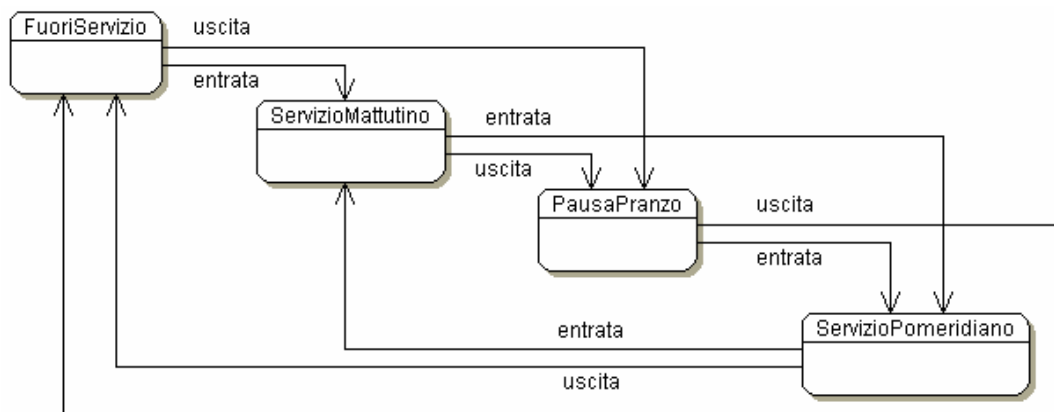 FuoriServizio
uscita
entrata
ServizioMattutino
entrata
uscita
PausaPranzo
uscita
entrata
ServizioPomeridiano
entrata
uscita